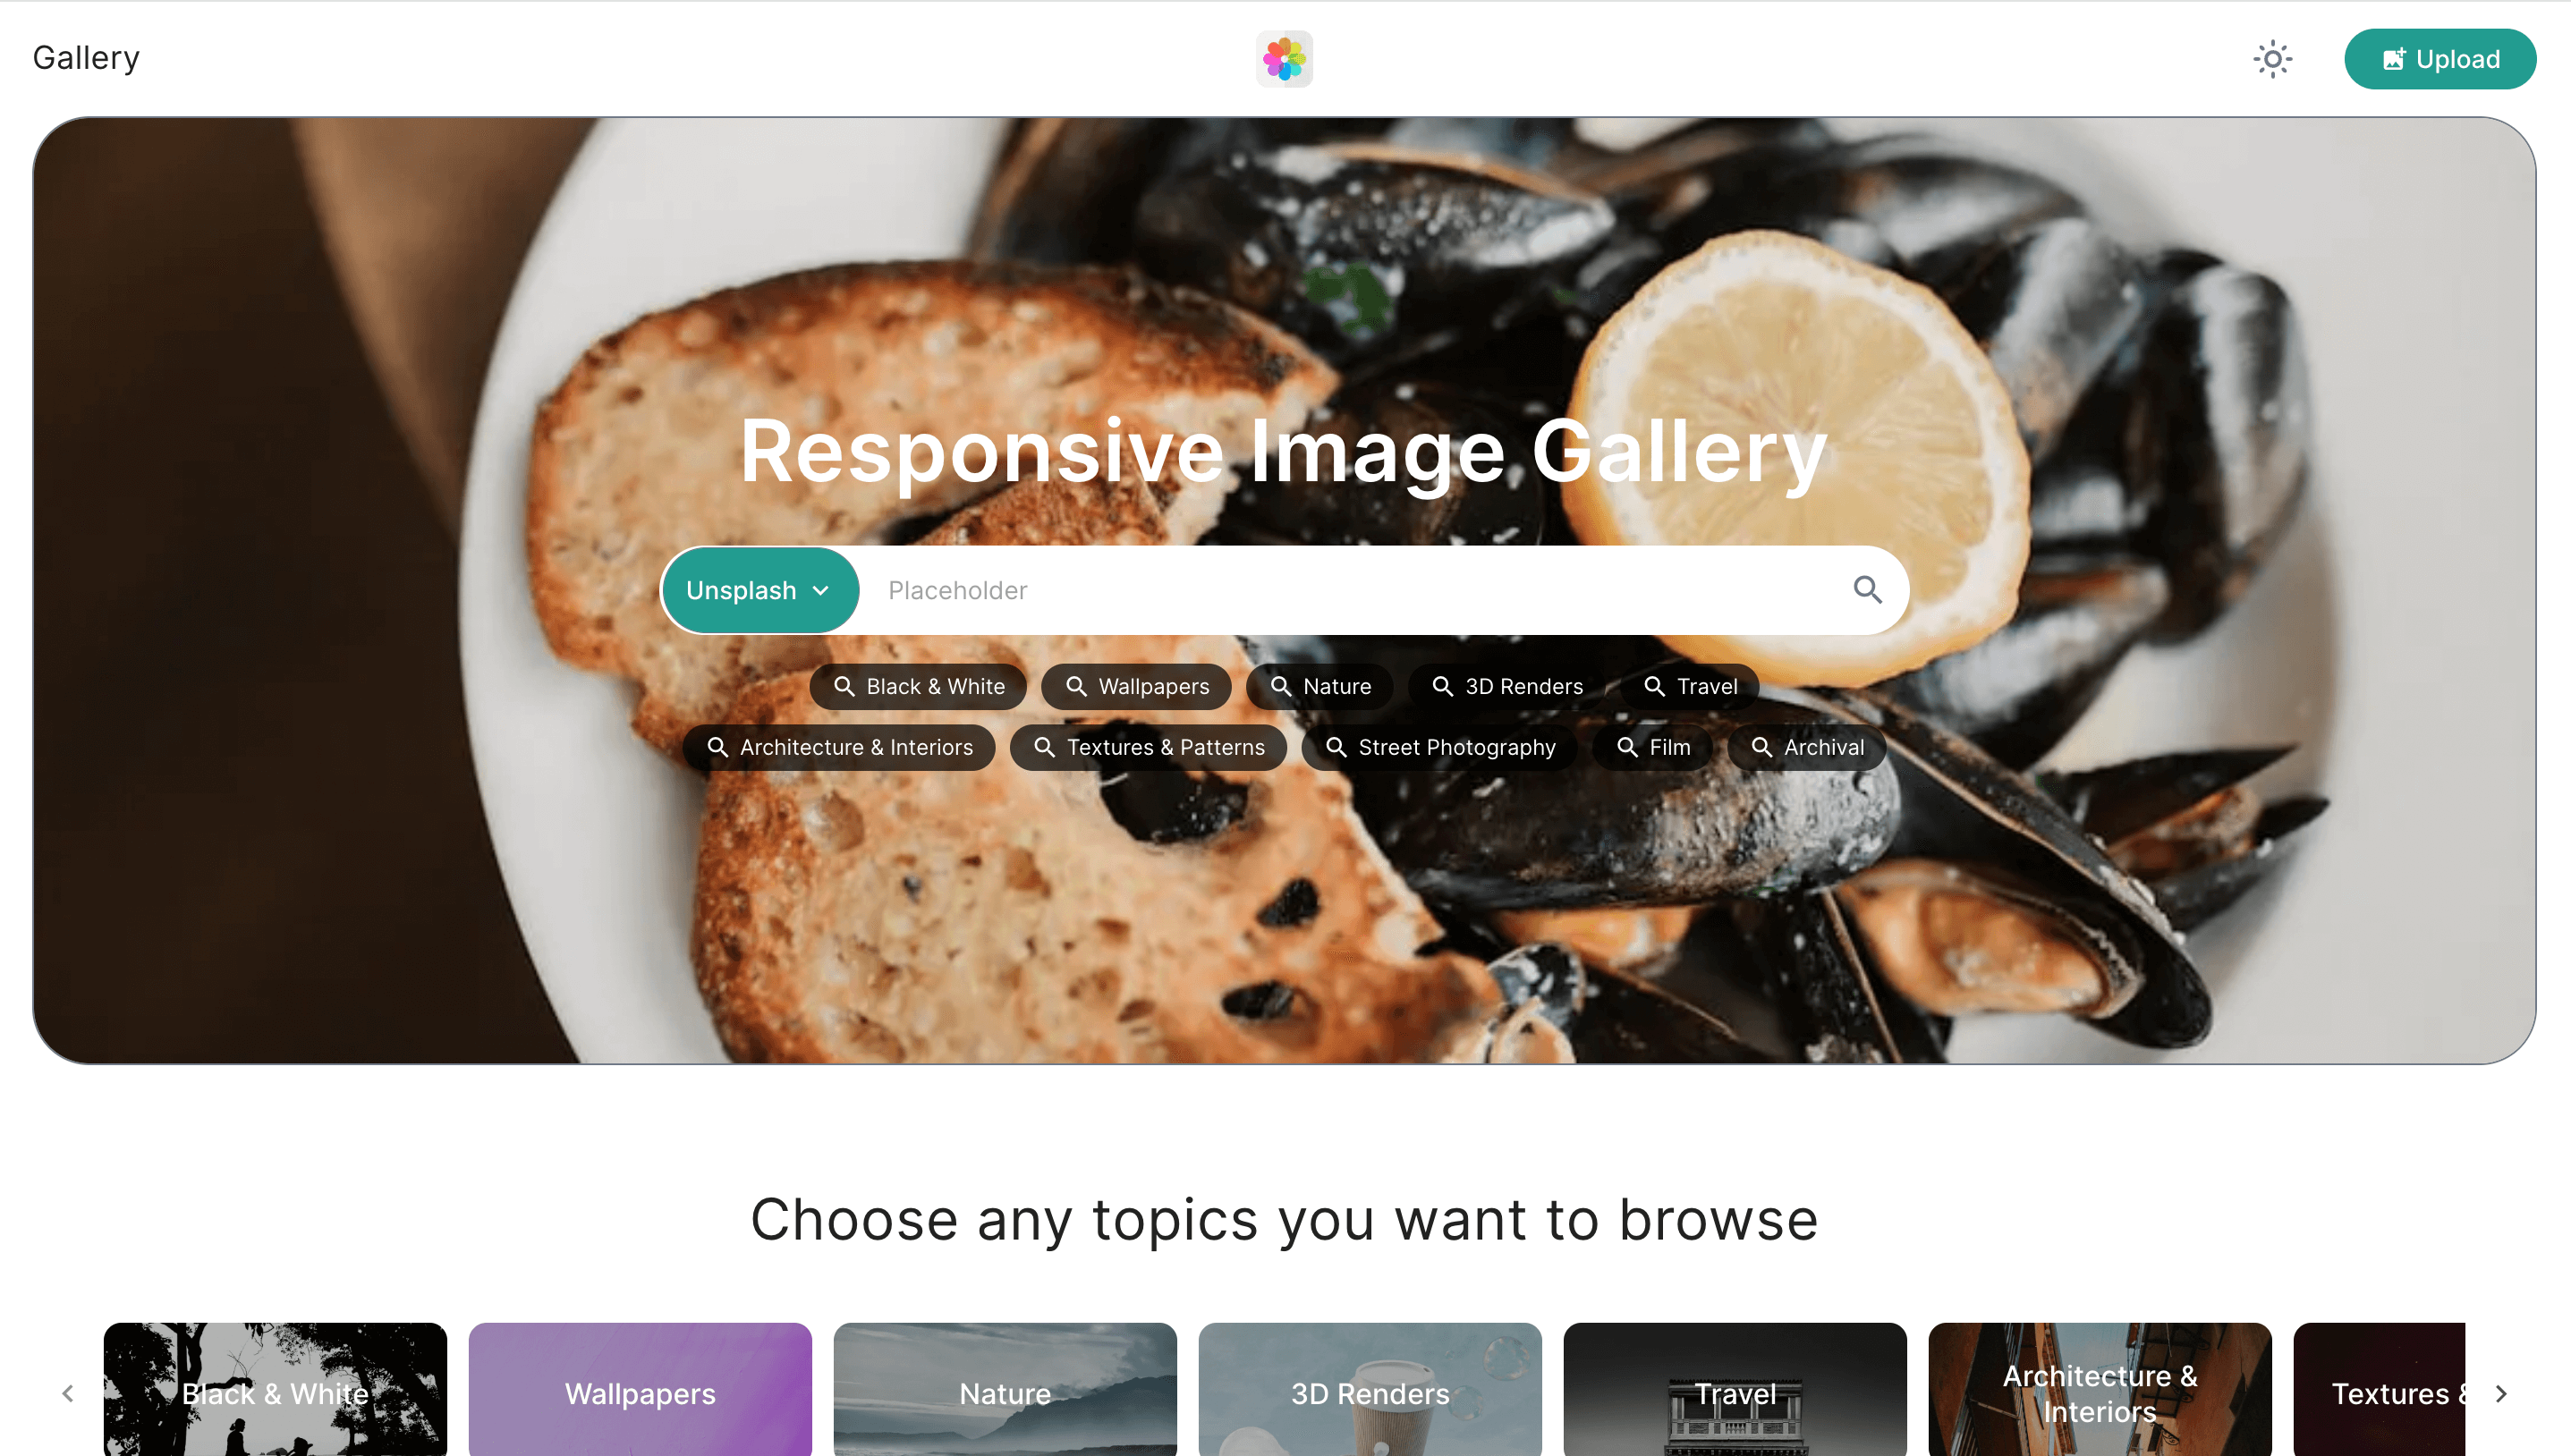 Gallery
Upload
Responsive Image Gallery
Unsplash
Placeholder
Black & White
Wallpapers
Nature
3D Renders
Travel
Architecture & Interiors
Textures & Patterns
Street Photography
Film
Archival
Choose any topics you want to browse
Black & White
Wallpapers
Nature
3D Renders
Travel
Architecture &
Interiors
Textures &